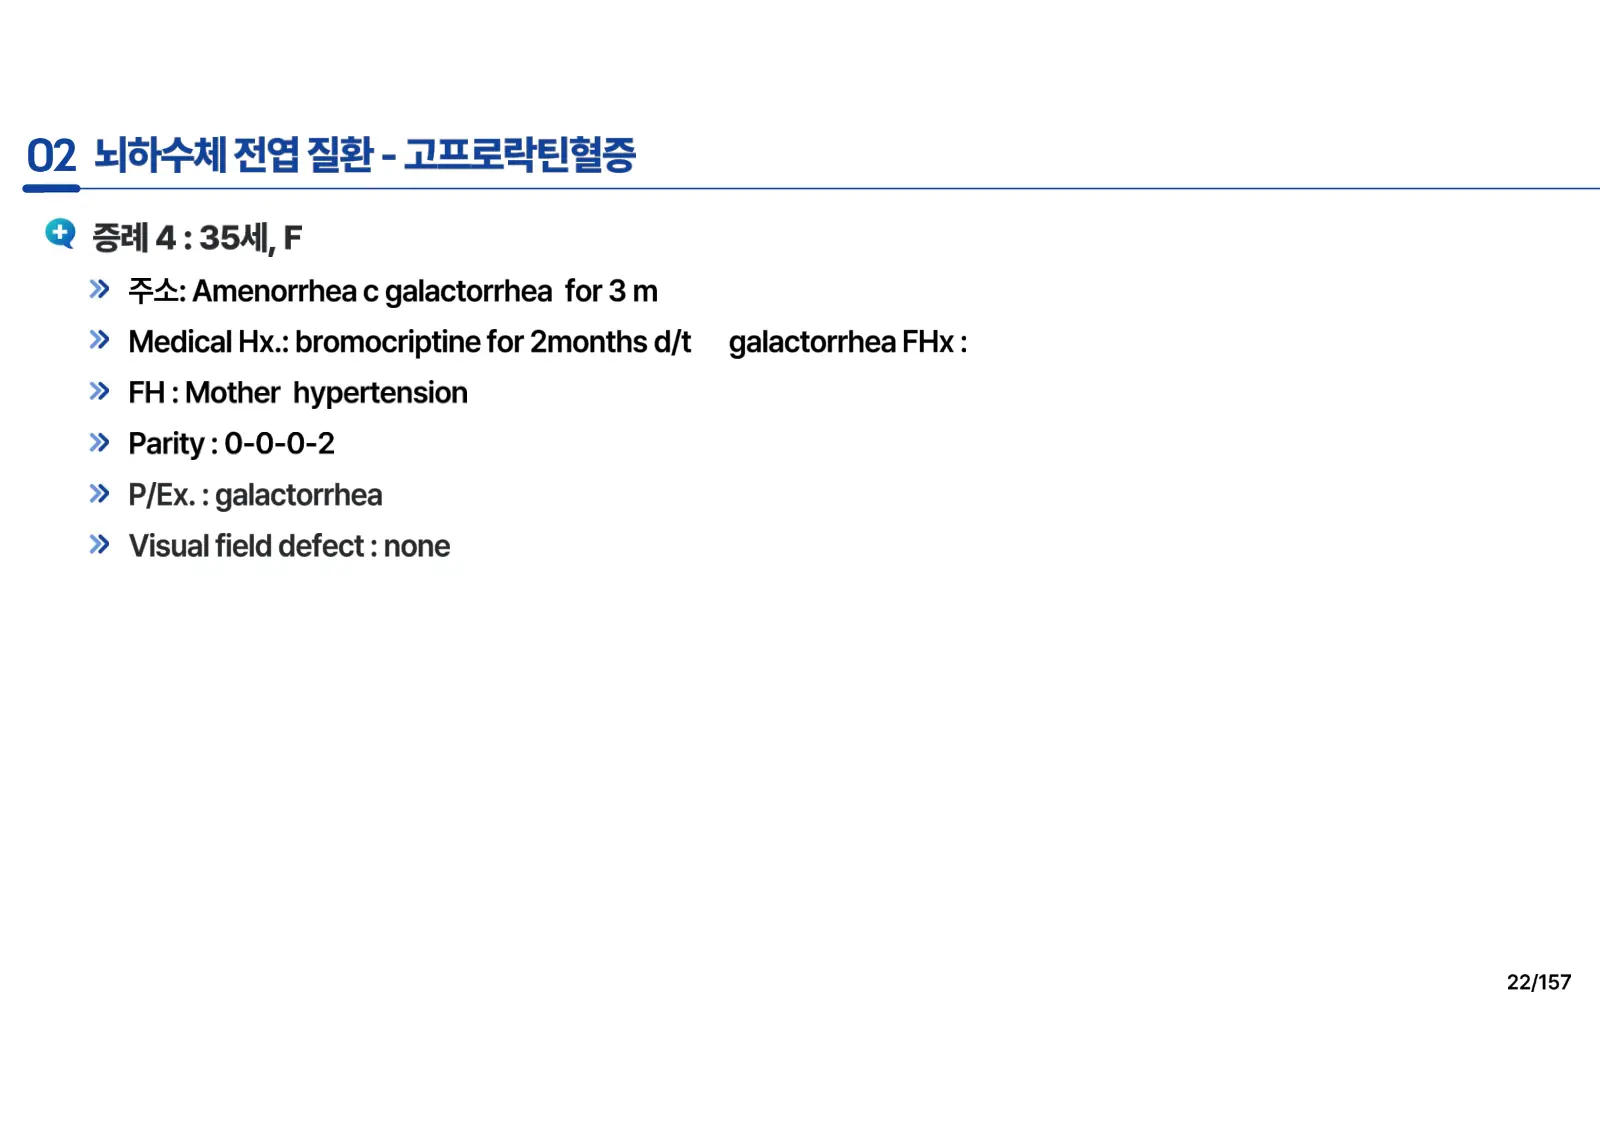 02 뇌하수체 전엽 질환 - 고프로락틴혈증
증례 4 : 35세, F
주소: Amenorrhea c galactorrhea for 3 m
Medical Hx.: bromocriptine for 2months d/t galactorrhea FHx :
FH : Mother hypertension
Parity : 0-0-0-2
P/Ex. : galactorrhea
Visual field defect : none
22/157